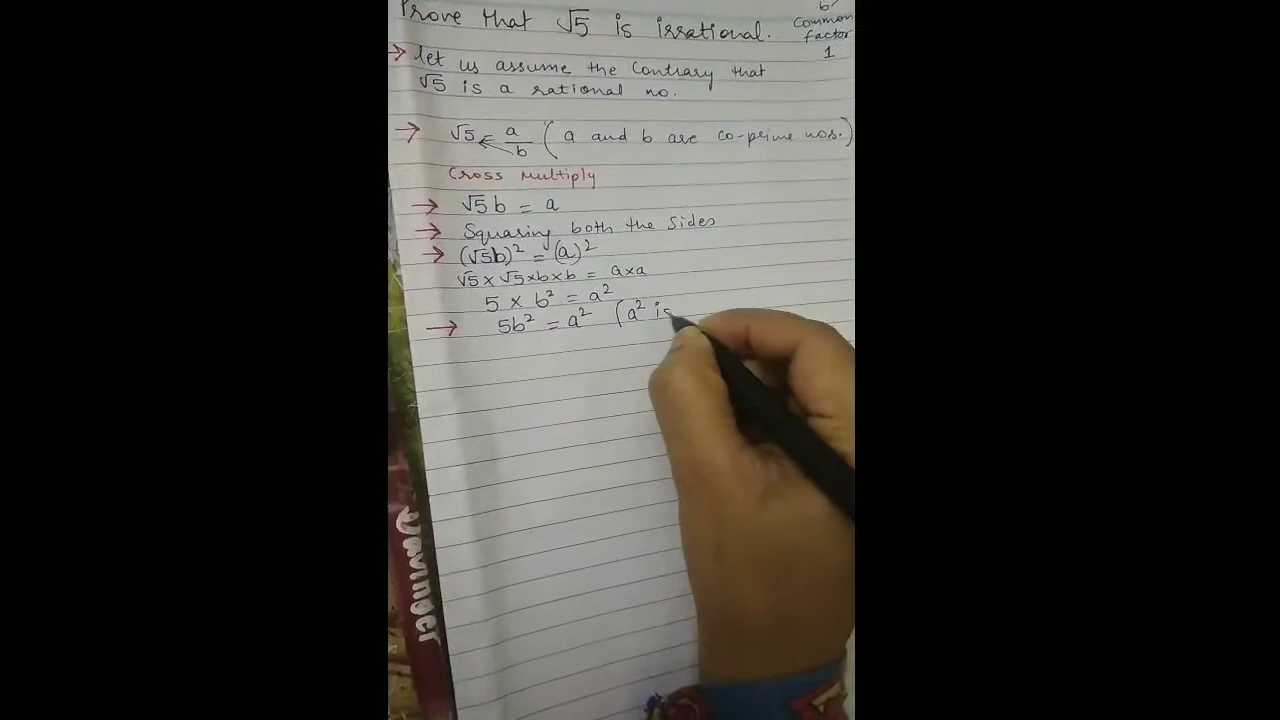 Prove that √5 is irrational.
b/
Common
factor
1
→ let us assume the Contrary that
√5 is a rational no.
→ √5 = a/b ( a and b are co-prime nos.)
Cross Multiply
→ √5b = a
→ Squaring both the Sides
→ (√5b)² = (a)²
√5 × √5 × b × b = a × a
5 × b² = a²
→ 5b² = a² (a² is
Davinder